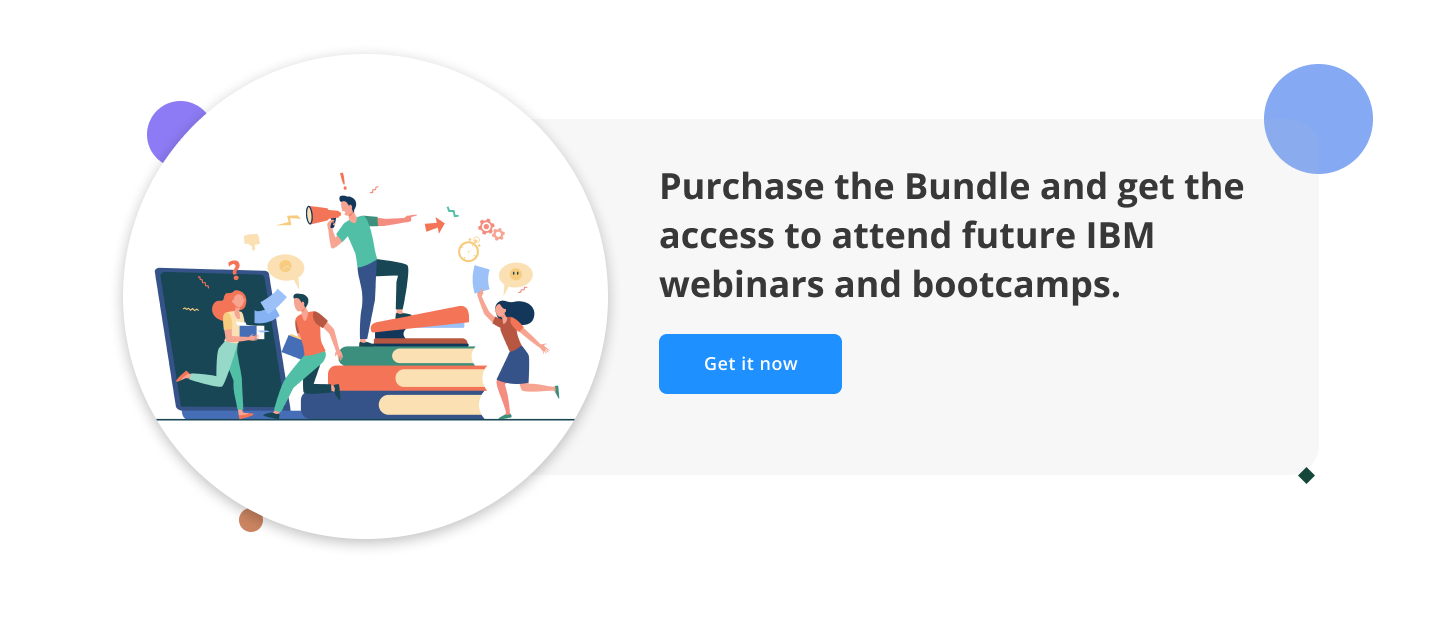 Purchase the Bundle and get the
access to attend future IBM
webinars and bootcamps.
Get it now